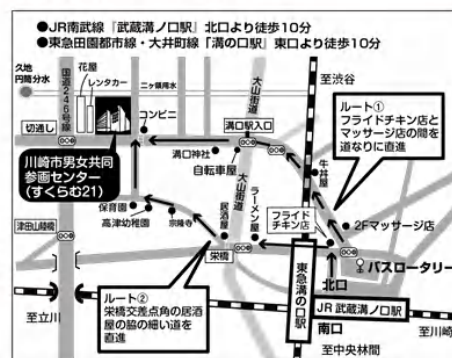 ●JR南武線『武蔵溝ノ口駅』北口より徒歩10分
●東急田園都市線・大井町線「溝の口駅」東口より徒歩10分
久地
円筒分水
国道246号線
花屋
レンタカー
二ヶ領用水
大山街道
至渋谷
コンビニ
切通し
溝口駅入口
ルート①
フライドチキン店と
マッサージ店の間を
道なりに直進
川崎市男女共同
参画センター
(すくらむ21)
溝口神社
自転車屋
牛丼屋
大山街道
保育園
高津幼稚園
宗隆寺
居酒屋
ラーメン屋
フライド
チキン店
2Fマッサージ店
津田山陸橋
栄橋
バスロータリー
北口
東急溝の口駅
ルート②
栄橋交差点角の居酒
屋の脇の細い道を
直進
JR 武蔵溝ノ口駅
南口
至立川
至川崎
至中央林間